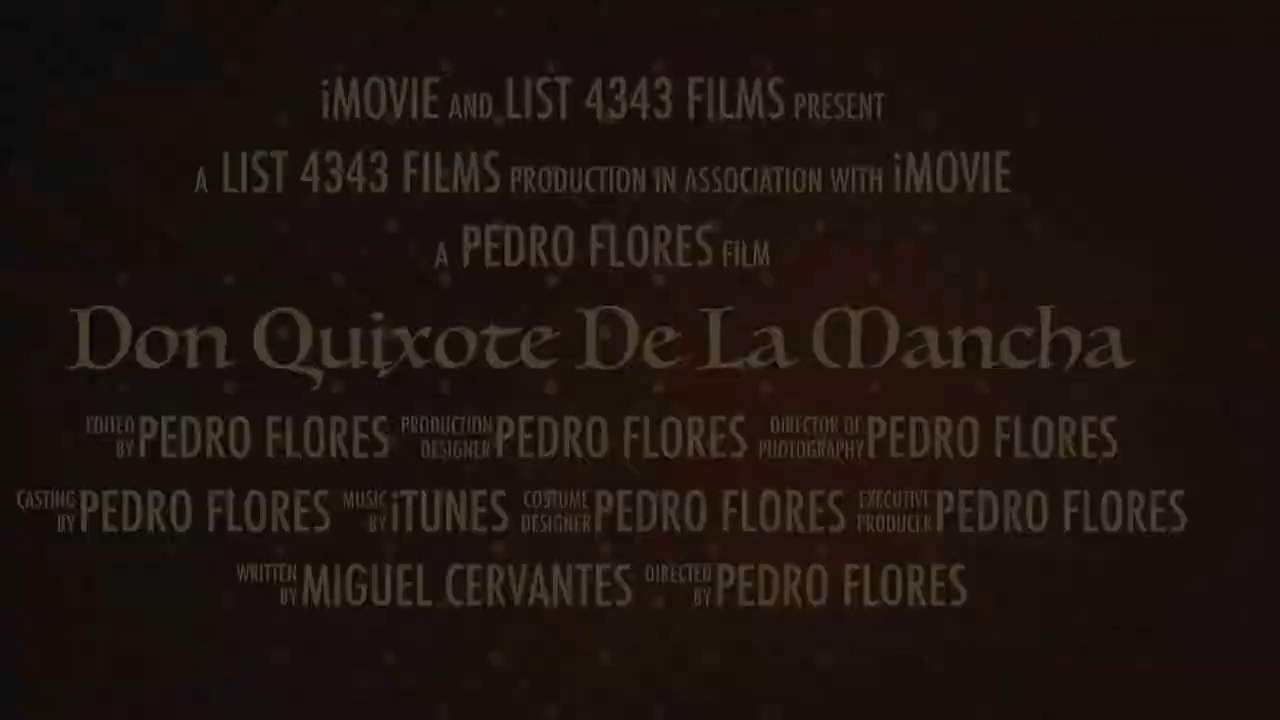 iMOVIE AND LIST 4343 FILMS PRESENT
A LIST 4343 FILMS PRODUCTION IN ASSOCIATION WITH iMOVIE
A PEDRO FLORES FILM
Don Quixote De La Mancha
EDITED BY PEDRO FLORES PRODUCTION DESIGNER PEDRO FLORES DIRECTOR OF PHOTOGRAPHY PEDRO FLORES
CASTING BY PEDRO FLORES MUSIC BY iTUNES COSTUME DESIGNER PEDRO FLORES EXECUTIVE PRODUCER PEDRO FLORES
WRITTEN BY MIGUEL CERVANTES DIRECTED BY PEDRO FLORES